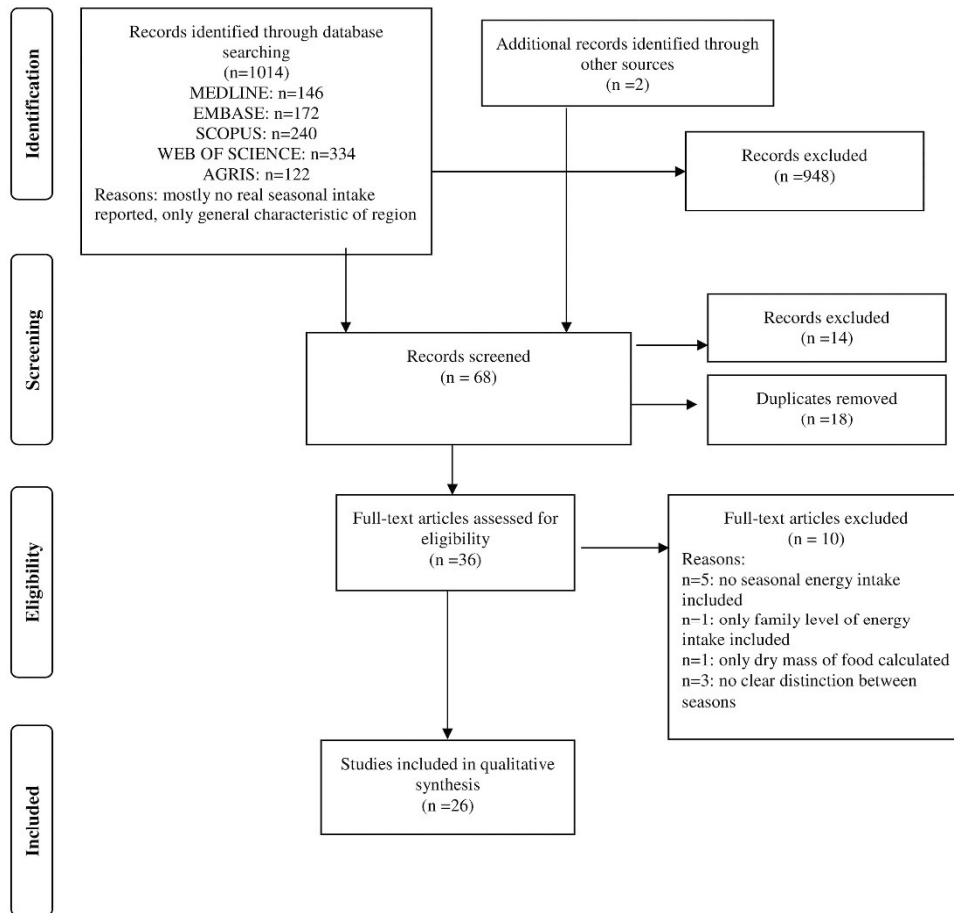 Identification
Records identified through database
searching
(n=1014)
MEDLINE: n=146
EMBASE: n=172
SCOPUS: n=240
WEB OF SCIENCE: n=334
AGRIS: n=122
Reasons: mostly no real seasonal intake
reported, only general characteristic of region
Additional records identified through
other sources
(n =2)
Records excluded
(n =948)
Screening
Records screened
(n = 68)
Records excluded
(n =14)
Duplicates removed
(n =18)
Eligibility
Full-text articles assessed for
eligibility
(n =36)
Full-text articles excluded
(n = 10)
Reasons:
n=5: no seasonal energy intake
included
n=1: only family level of energy
intake included
n=1: only dry mass of food calculated
n=3: no clear distinction between
seasons
Included
Studies included in qualitative
synthesis
(n =26)